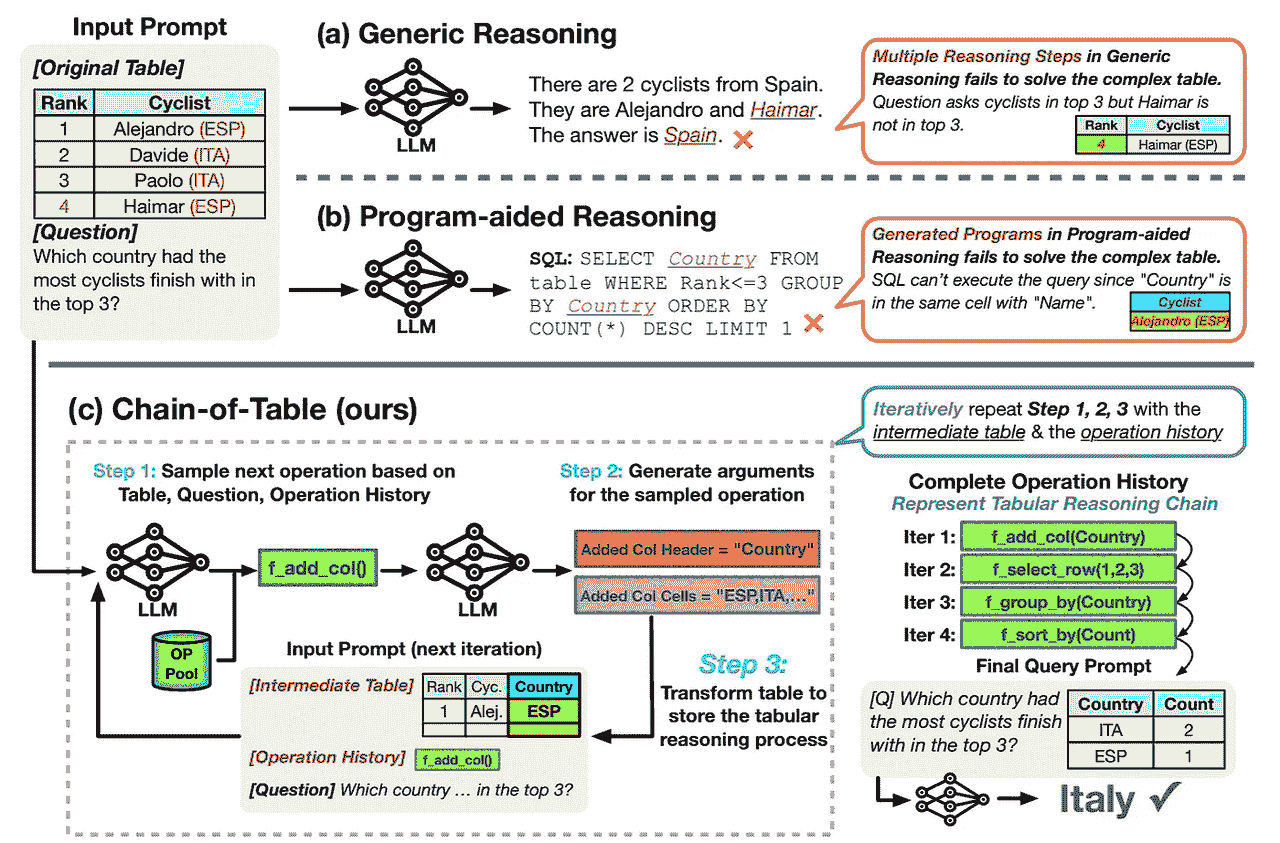 Input Prompt
[Original Table]
Rank Cyclist
1 Alejandro (ESP)
2 Davide (ITA)
3 Paolo (ITA)
4 Haimar (ESP)
[Question]
Which country had the
most cyclists finish with in
the top 3?
(a) Generic Reasoning
LLM
There are 2 cyclists from Spain.
They are Alejandro and Haimar.
The answer is Spain.
Multiple Reasoning Steps in Generic
Reasoning fails to solve the complex table.
Question asks cyclists in top 3 but Haimar is
not in top 3.
Rank Cyclist
4 Haimar (ESP)
(b) Program-aided Reasoning
LLM
SQL: SELECT Country FROM
table WHERE Rank<=3 GROUP
BY Country ORDER BY
COUNT(*) DESC LIMIT 1
Generated Programs in Program-aided
Reasoning fails to solve the complex table.
SQL can't execute the query since "Country" is
in the same cell with "Name".
Cyclist
Alejandro (ESP)
(c) Chain-of-Table (ours)
Iteratively repeat Step 1, 2, 3 with the
intermediate table & the operation history
Step 1: Sample next operation based on
Table, Question, Operation History
LLM
OP
Pool
f_add_col()
LLM
Step 2: Generate arguments
for the sampled operation
Added Col Header = "Country"
Added Col Cells = "ESP,ITA,..."
Step 3:
Transform table to
store the tabular
reasoning process
Input Prompt (next iteration)
[Intermediate Table]
Rank Cyc. Country
1 Alej. ESP
[Operation History] f_add_col()
[Question] Which country ... in the top 3?
Complete Operation History
Represent Tabular Reasoning Chain
Iter 1: f_add_col(Country)
Iter 2: f_select_row(1,2,3)
Iter 3: f_group_by(Country)
Iter 4: f_sort_by(Count)
Final Query Prompt
[Q] Which country had
the most cyclists finish
with in the top 3?
Country Count
ITA 2
ESP 1
Italy